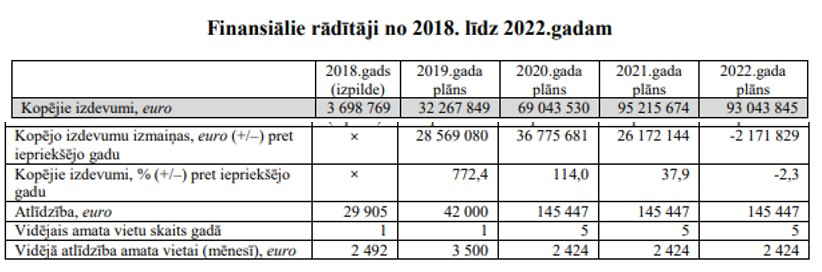 Finansiālie rādītāji no 2018. līdz 2022.gadam
2018.gads (izpilde) 2019.gada plāns 2020.gada plāns 2021.gada plāns 2022.gada plāns
Kopējie izdevumi, euro 3 698 769 32 267 849 69 043 530 95 215 674 93 043 845
Kopējo izdevumu izmaiņas, euro (+/–) pret iepriekšējo gadu × 28 569 080 36 775 681 26 172 144 -2 171 829
Kopējie izdevumi, % (+/–) pret iepriekšējo gadu × 772,4 114,0 37,9 -2,3
Atlīdzība, euro 29 905 42 000 145 447 145 447 145 447
Vidējais amata vietu skaits gadā 1 1 5 5 5
Vidējā atlīdzība amata vietai (mēnesī), euro 2 492 3 500 2 424 2 424 2 424